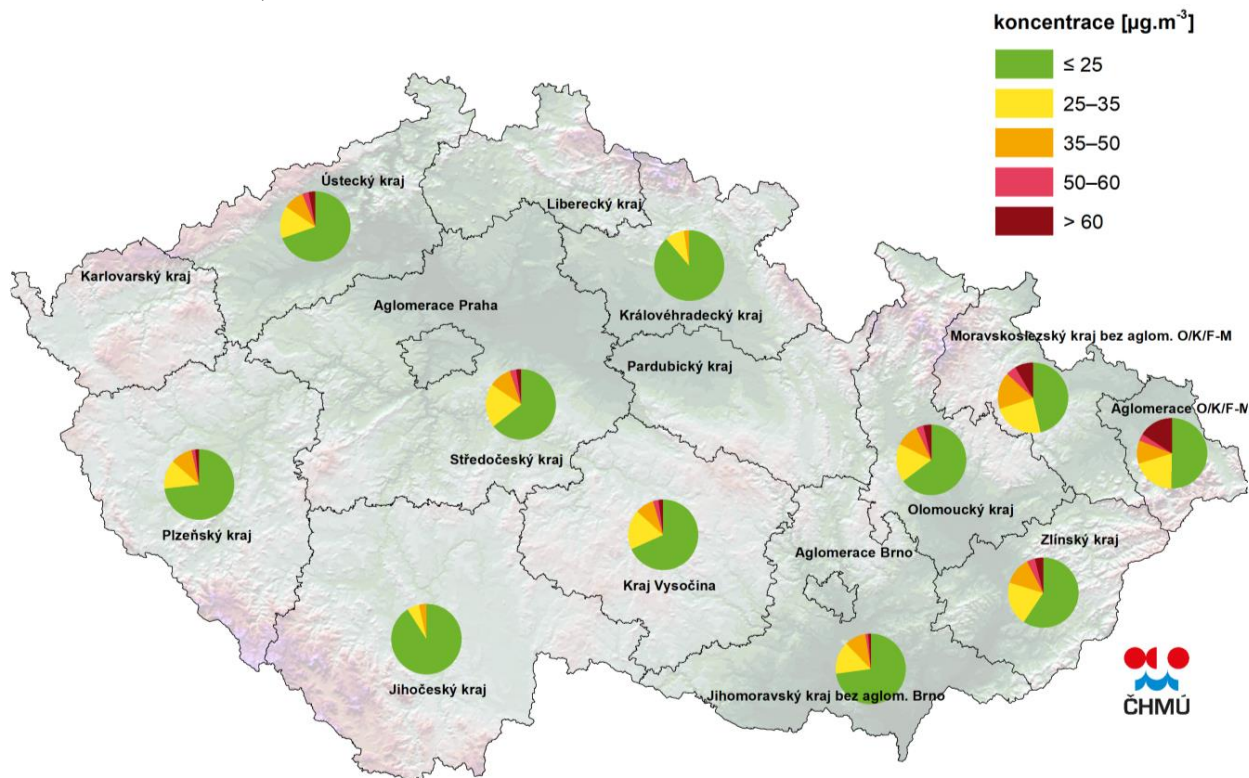 koncentrace [µg.m⁻³]
≤ 25
25–35
35–50
50–60
> 60
Ústecký kraj
Liberecký kraj
Karlovarský kraj
Aglomerace Praha
Královéhradecký kraj
Moravskoslezský kraj bez aglom. O/K/F-M
Pardubický kraj
Aglomerace O/K/F-M
Středočeský kraj
Olomoucký kraj
Plzeňský kraj
Zlínský kraj
Aglomerace Brno
Kraj Vysočina
Jihočeský kraj
Jihomoravský kraj bez aglom. Brno
ČHMÚ